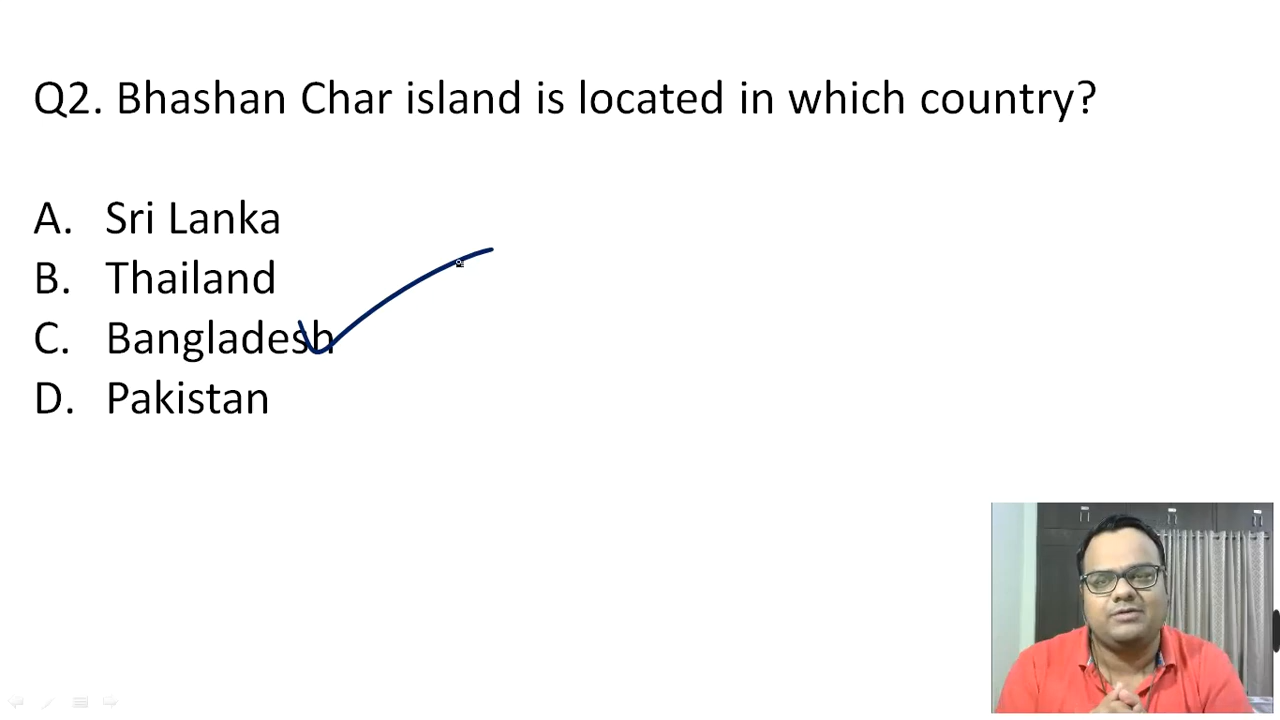 Q2. Bhashan Char island is located in which country?
A. Sri Lanka
B. Thailand
C. Bangladesh
D. Pakistan